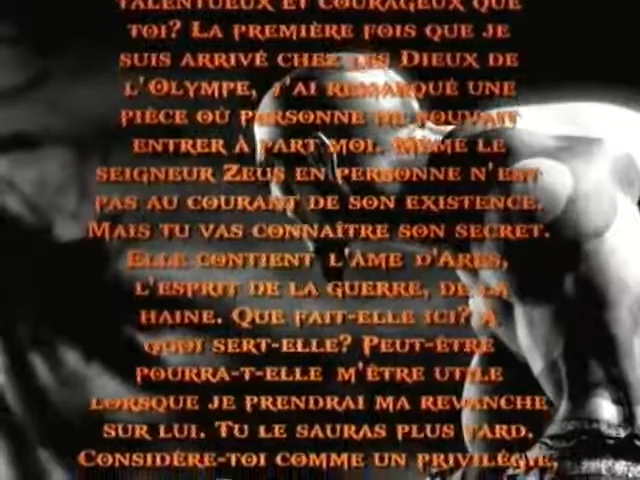 TALENTUEUX ET COURAGEUX QUE
TOI? LA PREMIÈRE FOIS QUE JE
SUIS ARRIVÉ CHEZ LES DIEUX DE
L'OLYMPE, J'AI REMARQUÉ UNE
PIÈCE OÙ PERSONNE NE POUVAIT
ENTRER À PART MOI. MÊME LE
SEIGNEUR ZEUS EN PERSONNE N'EST
PAS AU COURANT DE SON EXISTENCE.
MAIS TU VAS CONNAÎTRE SON SECRET.
ELLE CONTIENT L'ÂME D'ARES,
L'ESPRIT DE LA GUERRE, DE LA
HAINE. QUE FAIT-ELLE ICI? A
QUOI SERT-ELLE? PEUT-ÊTRE
POURRA-T-ELLE M'ÊTRE UTILE
LORSQUE JE PRENDRAI MA REVANCHE
SUR LUI. TU LE SAURAS PLUS TARD.
CONSIDÈRE-TOI COMME UN PRIVILÉGIÉ,